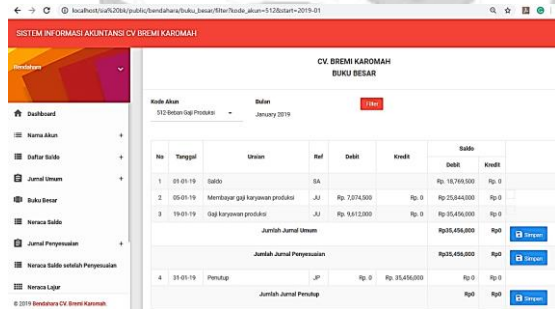 localhost/sia%20bk/public/bendahara/buku_besar/filter?kode_akun=512&start=2019-01
SISTEM INFORMASI AKUNTANSI CV BREMI KAROMAH
Bendahara
Dashboard
Nama Akun +
Daftar Saldo +
Jurnal Umum +
Buku Besar
Neraca Saldo
Jurnal Penyesuaian +
Neraca Saldo setelah Penyesuaian
Neraca Lajur
© 2019 Bendahara CV. Bremi Karomah
CV. BREMI KAROMAH
BUKU BESAR
Kode Akun Bulan
512-Beban Gaji Produksi January 2019 Filter
No Tanggal Uraian Ref Debit Kredit Saldo
Debit Kredit
1 01-01-19 Saldo SA Rp. 18,769,500 Rp. 0
2 05-01-19 Membayar gaji karyawan produksi JU Rp. 7,074,500 Rp. 0 Rp 25,844,000 Rp. 0
3 19-01-19 Gaji karyawan produksi JU Rp. 9,612,000 Rp. 0 Rp 35,456,000 Rp. 0
Jumlah Jurnal Umum Rp35,456,000 Rp0 Simpan
Jumlah Jurnal Penyesuaian Rp35,456,000 Rp0 Simpan
4 31-01-19 Penutup JP Rp. 0 Rp. 35,456,000 Rp 0 Rp 0
Jumlah Jurnal Penutup Rp0 Rp0 Simpan